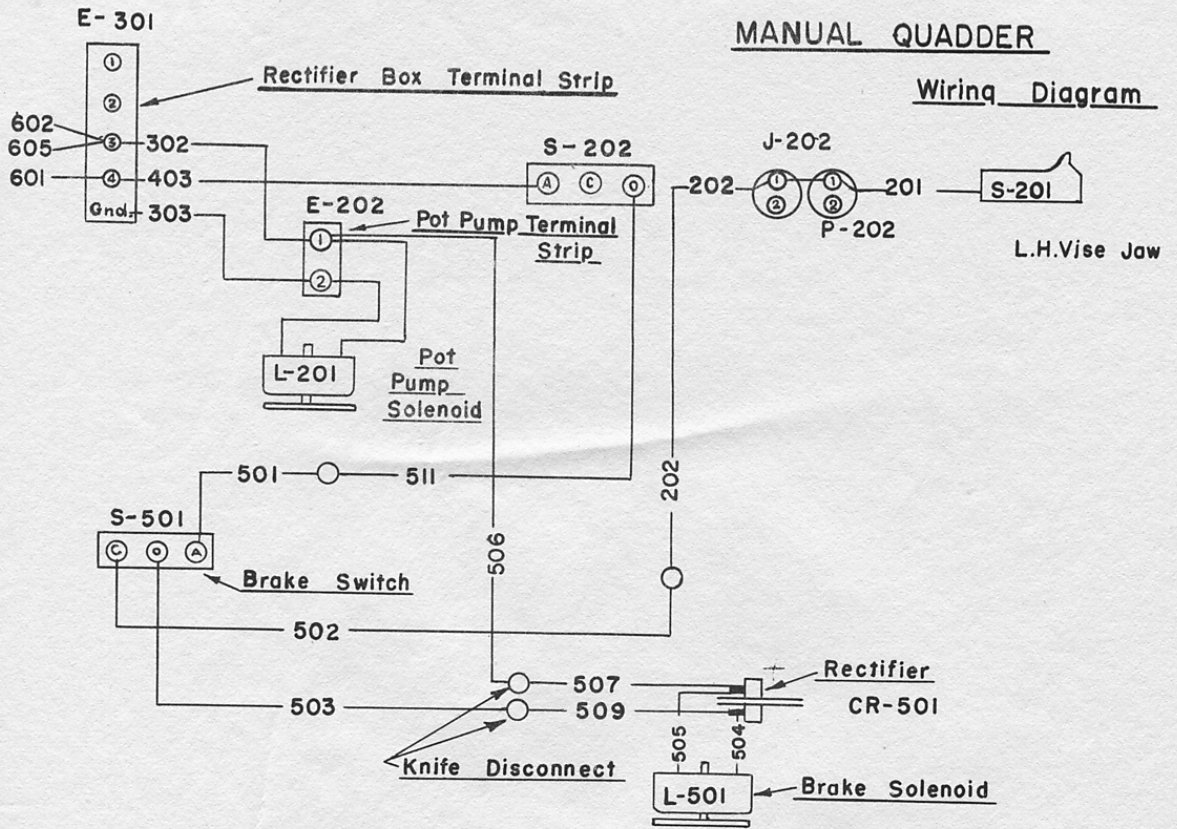 E-301
MANUAL QUADDER
Wiring Diagram
Rectifier Box Terminal Strip
1
2
602
605
3
302
601
4
403
Gnd.
303
S-202
A C O
J-202
202
1
2
1
2
P-202
201
S-201
L.H.Vise Jaw
E-202
Pot Pump Terminal
Strip
1
2
L-201
Pot
Pump
Solenoid
501
511
202
S-501
C O A
Brake Switch
506
502
503
507
509
Rectifier
CR-501
505
504
Knife Disconnect
L-501
Brake Solenoid